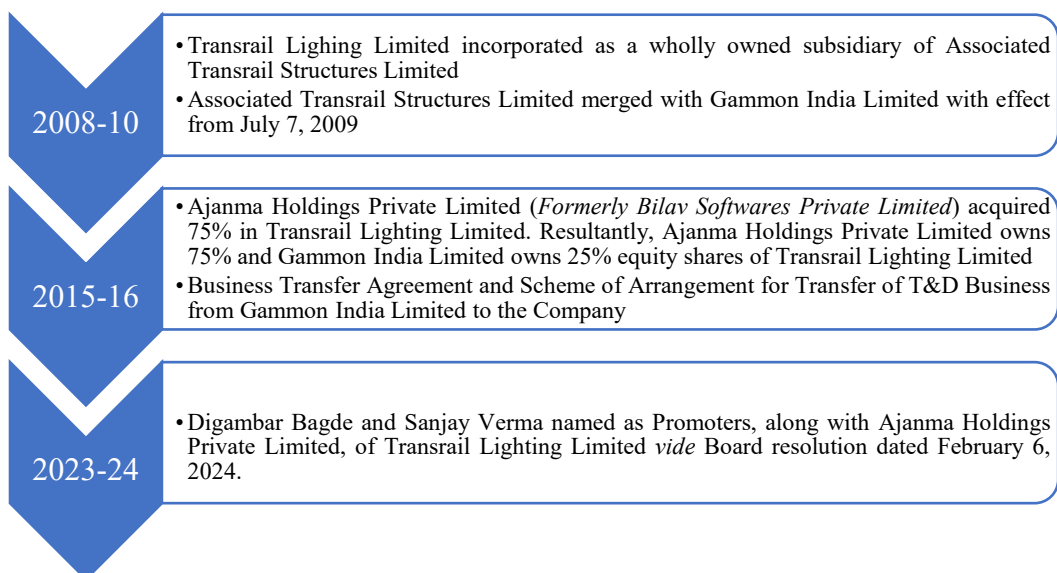 2008-10
•Transrail Lighing Limited incorporated as a wholly owned subsidiary of Associated
Transrail Structures Limited
•Associated Transrail Structures Limited merged with Gammon India Limited with effect
from July 7, 2009
2015-16
•Ajanma Holdings Private Limited (Formerly Bilav Softwares Private Limited) acquired
75% in Transrail Lighting Limited. Resultantly, Ajanma Holdings Private Limited owns
75% and Gammon India Limited owns 25% equity shares of Transrail Lighting Limited
•Business Transfer Agreement and Scheme of Arrangement for Transfer of T&D Business
from Gammon India Limited to the Company
2023-24
•Digambar Bagde and Sanjay Verma named as Promoters, along with Ajanma Holdings
Private Limited, of Transrail Lighting Limited vide Board resolution dated February 6,
2024.